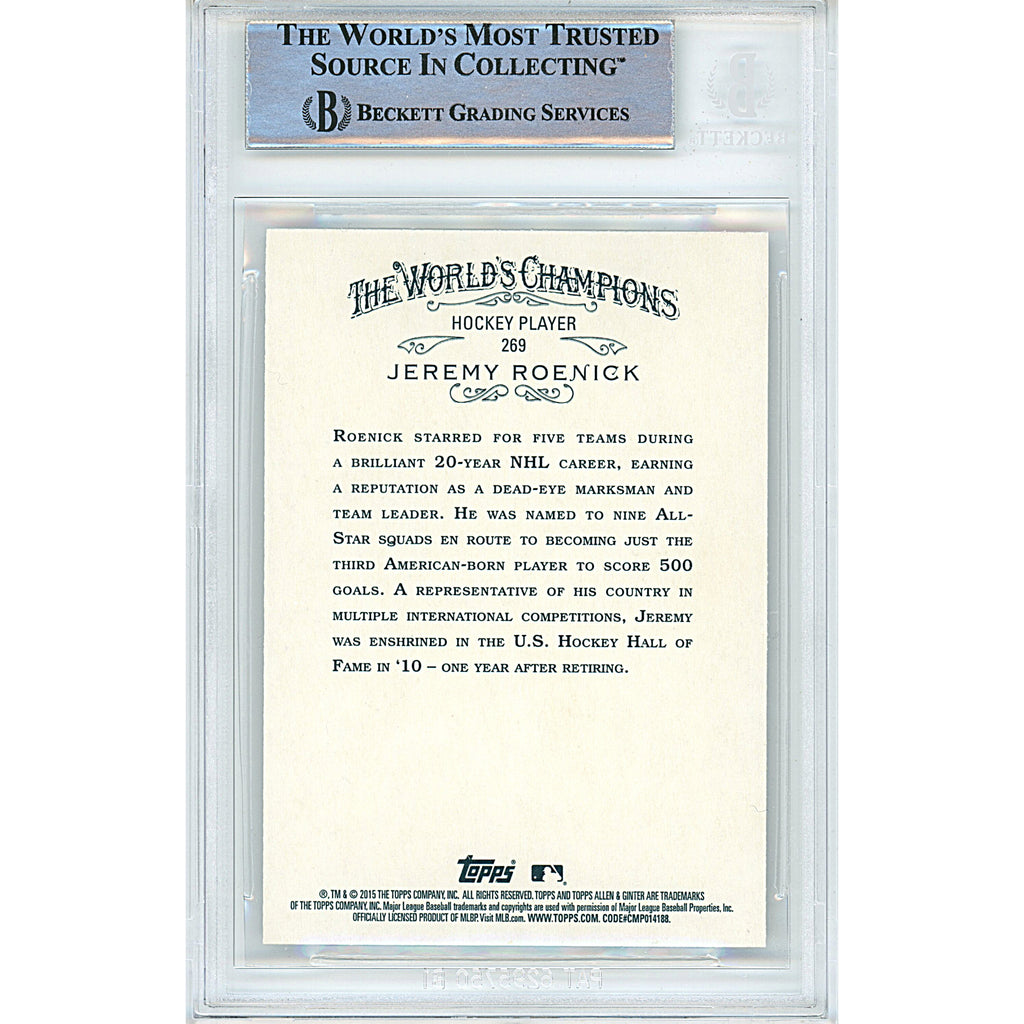 THE WORLD'S MOST TRUSTED
SOURCE IN COLLECTING™
B BECKETT GRADING SERVICES
B
BECKETT
THE WORLD'S CHAMPIONS
HOCKEY PLAYER
269
JEREMY ROENICK
ROENICK STARRED FOR FIVE TEAMS DURING
A BRILLIANT 20-YEAR NHL CAREER, EARNING
A REPUTATION AS A DEAD-EYE MARKSMAN AND
TEAM LEADER. HE WAS NAMED TO NINE ALL-
STAR SQUADS EN ROUTE TO BECOMING JUST THE
THIRD AMERICAN-BORN PLAYER TO SCORE 500
GOALS. A REPRESENTATIVE OF HIS COUNTRY IN
MULTIPLE INTERNATIONAL COMPETITIONS, JEREMY
WAS ENSHRINED IN THE U.S. HOCKEY HALL OF
FAME IN '10 – ONE YEAR AFTER RETIRING.
Topps®
®, TM & © 2015 THE TOPPS COMPANY, INC. ALL RIGHTS RESERVED. TOPPS AND TOPPS ALLEN & GINTER ARE TRADEMARKS
OF THE TOPPS COMPANY, INC. Major League Baseball trademarks and copyrights are used with permission of Major League Baseball Properties, Inc.
OFFICIALLY LICENSED PRODUCT OF MLBP. Visit MLB.com. WWW.TOPPS.COM. CODE#CMP014188.